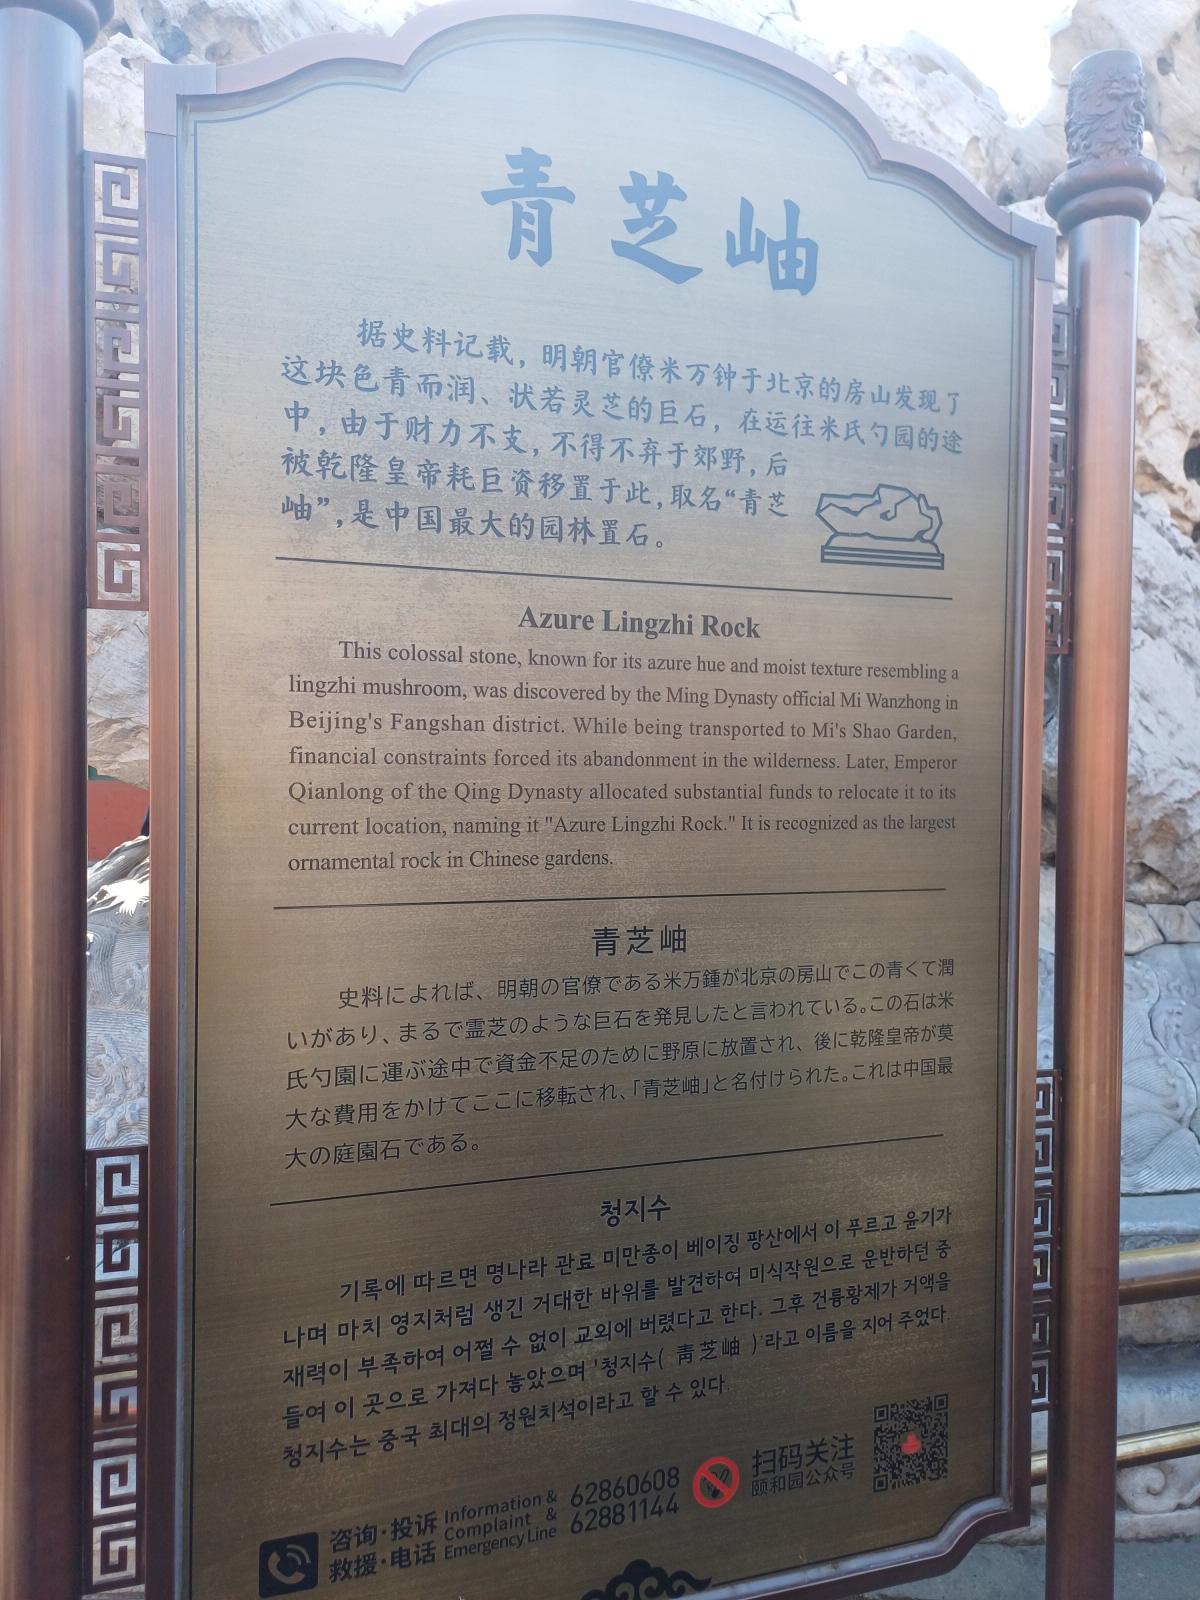 青芝岫
据史料记载，明朝官僚米万钟于北京的房山发现了
这块色青而润、状若灵芝的巨石，在运往米氏勺园的途
中，由于财力不支，不得不弃于郊野，后
被乾隆皇帝耗巨资移置于此，取名“青芝
岫”，是中国最大的园林置石。
Azure Lingzhi Rock
This colossal stone, known for its azure hue and moist texture resembling a
lingzhi mushroom, was discovered by the Ming Dynasty official Mi Wanzhong in
Beijing's Fangshan district. While being transported to Mi's Shao Garden,
financial constraints forced its abandonment in the wilderness. Later, Emperor
Qianlong of the Qing Dynasty allocated substantial funds to relocate it to its
current location, naming it "Azure Lingzhi Rock." It is recognized as the largest
ornamental rock in Chinese gardens.
青芝岫
史料によれば、明朝の官僚である米万鍾が北京の房山でこの青くて潤
いがあり、まるで霊芝のような巨石を発見したと言われている。この石は米
氏勺園に運ぶ途中で資金不足のために野原に放置され、後に乾隆皇帝が莫
大な費用をかけてここに移転され、「青芝岫」と名付けられた。これは中国最
大の庭園石である。
청지수
기록에 따르면 명나라 관료 미만종이 베이징 팡산에서 이 푸르고 윤기가
나며 마치 영지처럼 생긴 거대한 바위를 발견하여 미식작원으로 운반하던 중
재력이 부족하여 어쩔 수 없이 교외에 버렸다고 한다. 그후 건륭황제가 거액을
들여 이 곳으로 가져다 놓았으며 '청지수( 靑芝岫 )'라고 이름을 지어 주었다.
청지수는 중국 최대의 정원치석이라고 할 수 있다.
咨询·投诉 Information & 62860608 扫码关注
Complaint & 颐和园公众号
救援·电话 Emergency Line 62881144